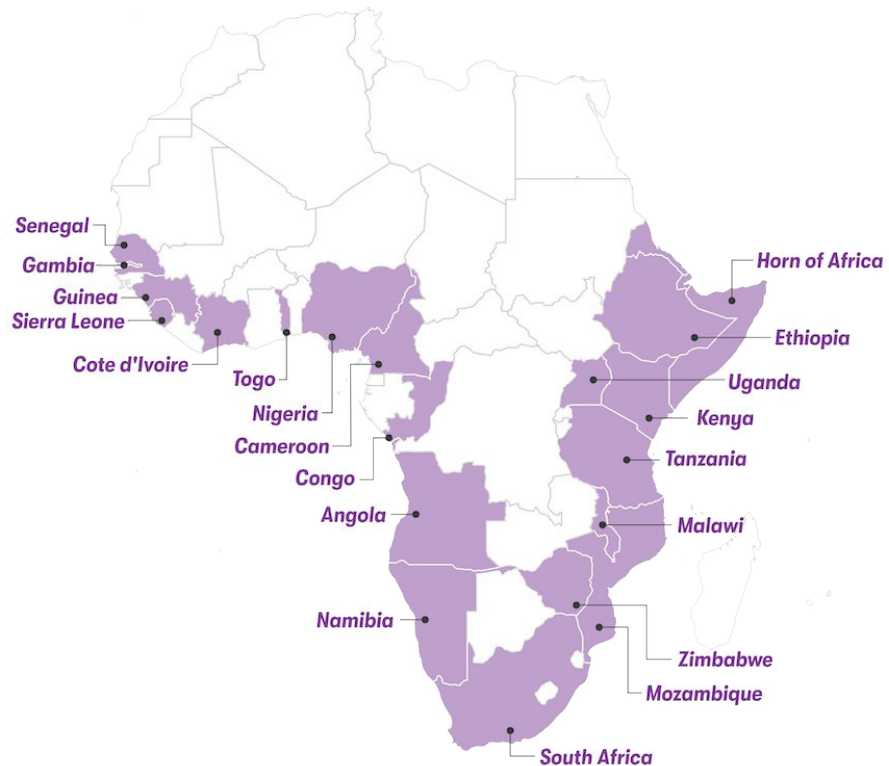 Senegal
Gambia
Guinea
Sierra Leone
Cote d'Ivoire
Togo
Nigeria
Cameroon
Congo
Angola
Namibia
Horn of Africa
Ethiopia
Uganda
Kenya
Tanzania
Malawi
Zimbabwe
Mozambique
South Africa